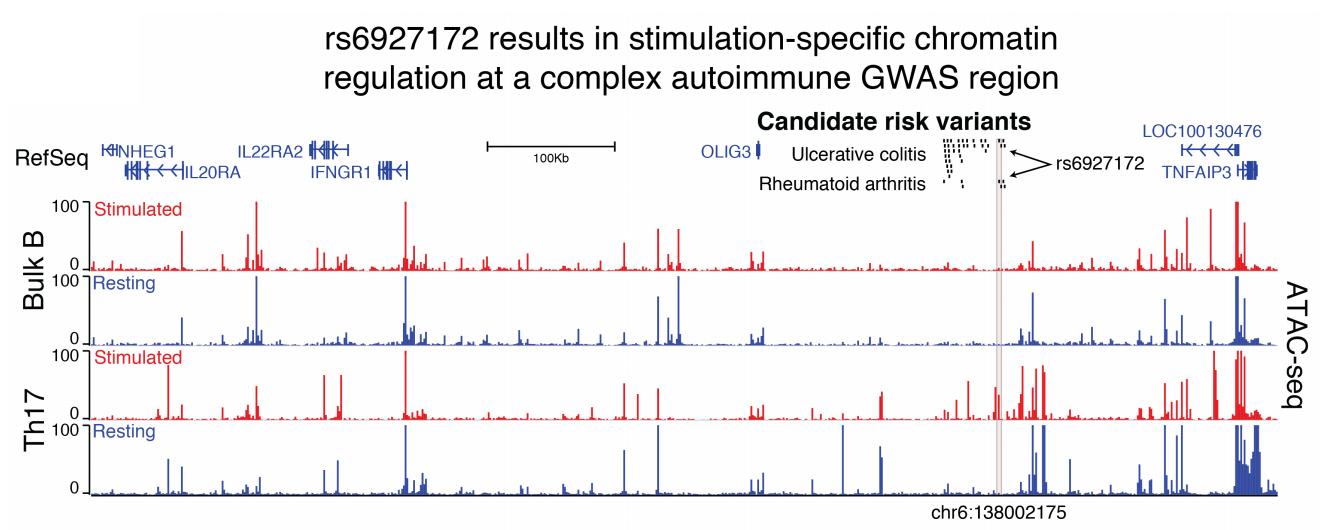 rs6927172 results in stimulation-specific chromatin
regulation at a complex autoimmune GWAS region
Candidate risk variants
RefSeq
NHEG1
IL22RA2
100Kb
OLIG3
Ulcerative colitis
rs6927172
LOC100130476
IL20RA
IFNGR1
Rheumatoid arthritis
TNFAIP3
Bulk B
100
Stimulated
0
100
Resting
0
Th17
100
Stimulated
0
100
Resting
0
ATAC-seq
chr6:138002175